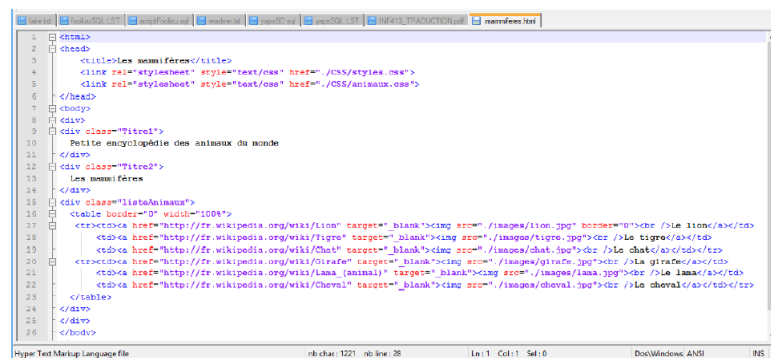 faire.txt footax SQL.LST scriptFootax.sql readme.txt yapsBD.sql yapsSQL.LST INF413_TRADUCTION.pdf mammiferes.html
1 <html>
2 <head>
3 <title>Les mammifères</title>
4 <link rel="stylesheet" style="text/css" href="./CSS/styles.css">
5 <link rel="stylesheet" style="text/css" href="./CSS/animaux.css">
6 </head>
7 <body>
8 <div>
9 <div class="Titre1">
10 Petite encyclopédie des animaux du monde
11 </div>
12 <div class="Titre2">
13 Les mammifères
14 </div>
15 <div class="listeAnimaux">
16 <table border="0" width="100%">
17 <tr><td><a href="http://fr.wikipedia.org/wiki/Lion" target="_blank"><img src="./images/lion.jpg" border="0"><br />Le lion</a></td>
18 <td><a href="http://fr.wikipedia.org/wiki/Tigre" target="_blank"><img src="./images/tigre.jpg"><br />Le tigre</a></td>
19 <td><a href="http://fr.wikipedia.org/wiki/Chat" target="_blank"><img src="./images/chat.jpg"><br />Le chat</a></td></tr>
20 <tr><td><a href="http://fr.wikipedia.org/wiki/Girafe" target="_blank"><img src="./images/girafe.jpg"><br />La girafe</a></td>
21 <td><a href="http://fr.wikipedia.org/wiki/Lama_(animal)" target="_blank"><img src="./images/lama.jpg"><br />Le lama</a></td>
22 <td><a href="http://fr.wikipedia.org/wiki/Cheval" target="_blank"><img src="./images/cheval.jpg"><br />Le cheval</a></td></tr>
23 </table>
24 </div>
25 </div>
26 </body>
Hyper Text Markup Language file nb char : 1221 nb line : 28 Ln : 1 Col : 1 Sel : 0 Dos\Windows ANSI INS